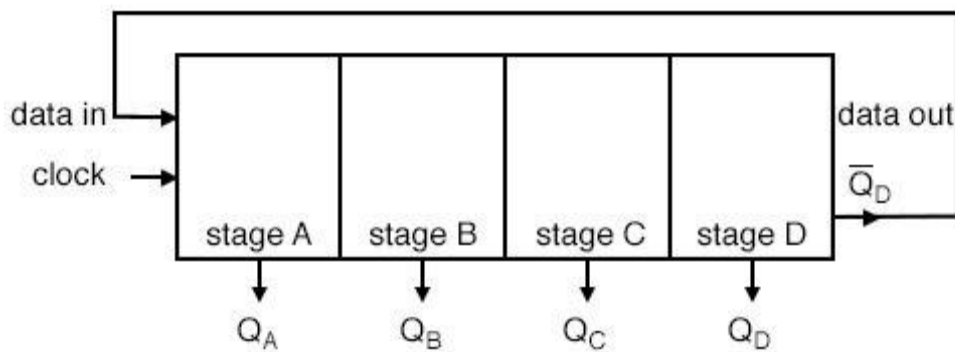 data in
data out
clock
Q̅D
stage A stage B stage C stage D
QA QB QC QD